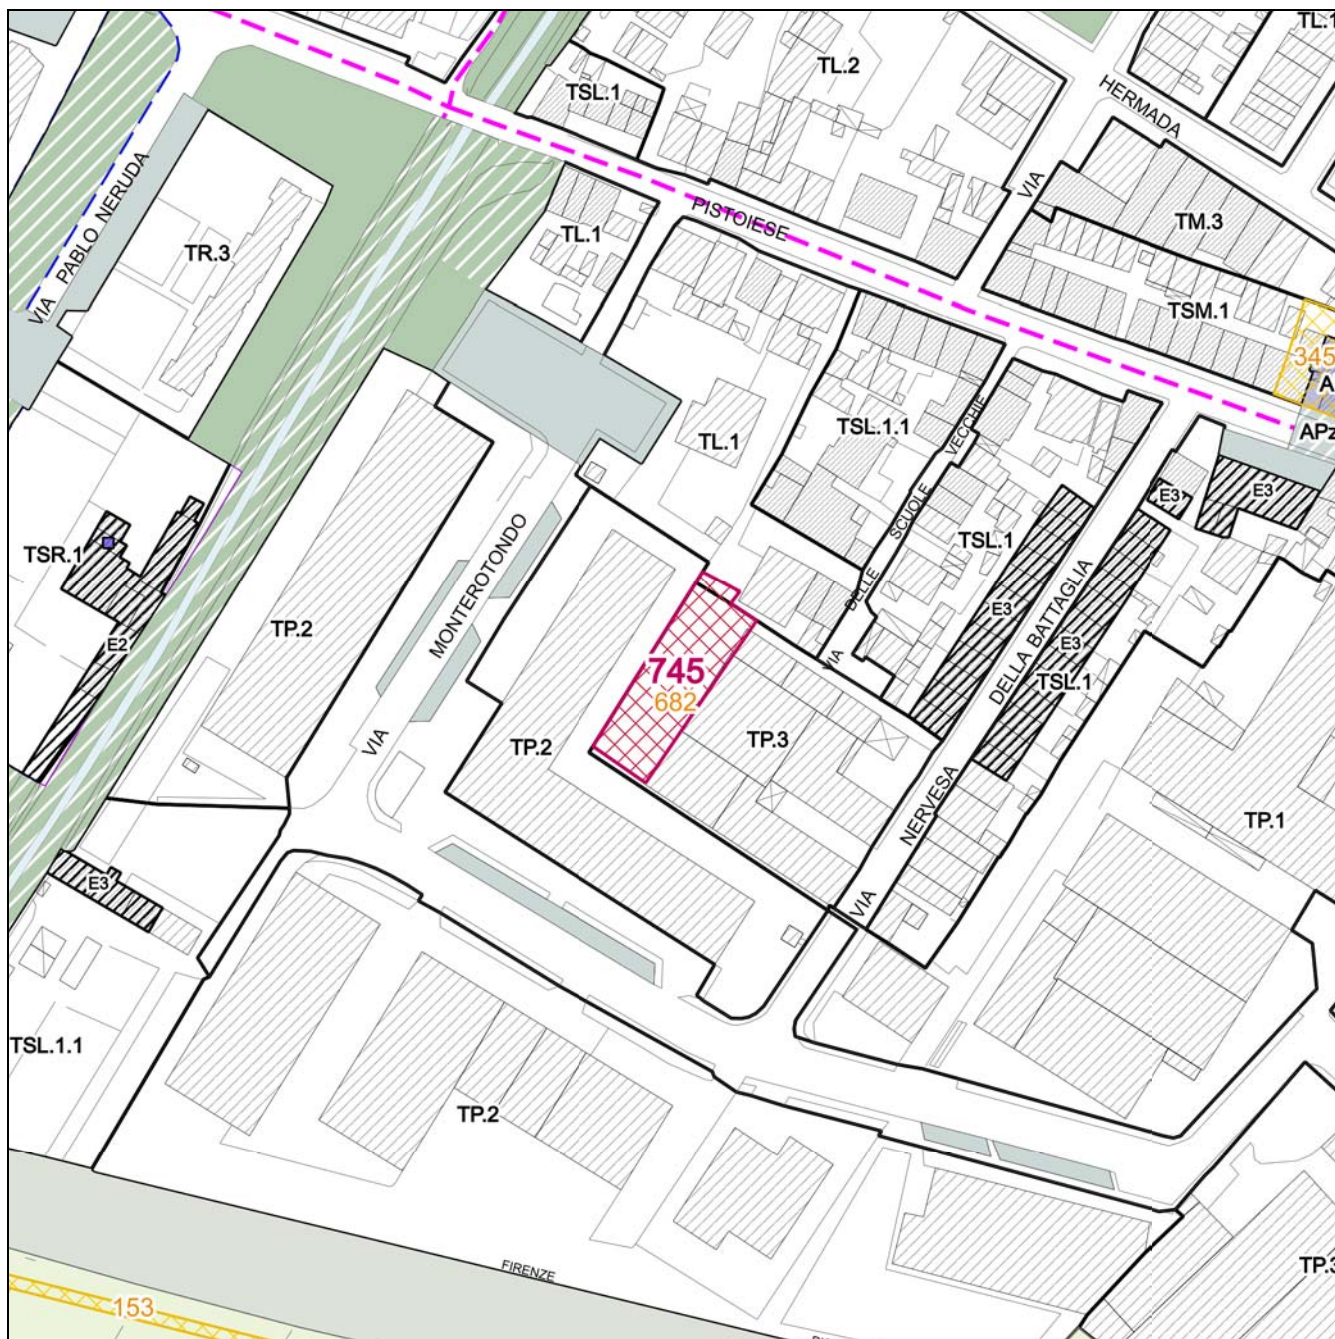 TL.1
TL.2
TSL.1
HERMADA
VIA
PISTOIESE
TM.3
VIA PABLO NERUDA
TR.3
TL.1
TSM.1
345
A
TL.1
TSL.1.1
VIA DELLE SCUOLE VECCHIE
APz
E3
E3
TSR.1
TSL.1
E3
E3
TSL.1
VIA NERVESA DELLA BATTAGLIA
E2
TP.2
VIA MONTEROTONDO
745
682
TP.2
TP.3
TP.1
E3
TSL.1.1
TP.2
FIRENZE
TP.3
153